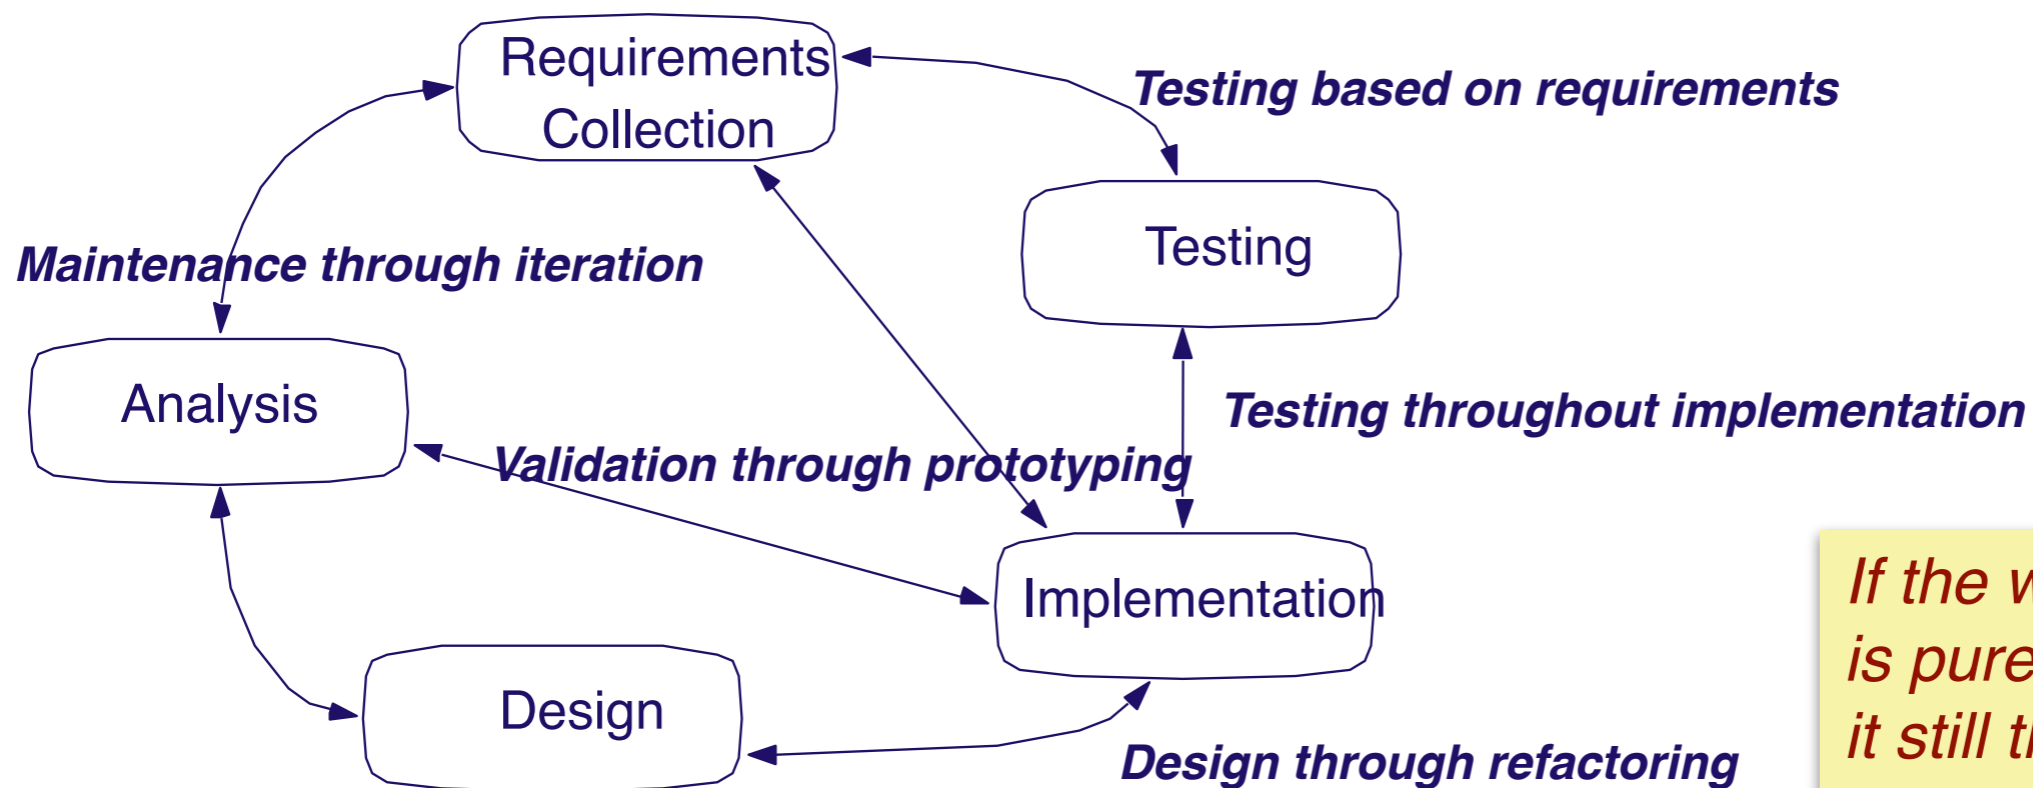 Requirements
Collection
Testing based on requirements
Testing
Maintenance through iteration
Analysis
Testing throughout implementation
Validation through prototyping
Implementation
If the
is pure
it still
Design
Design through refactoring